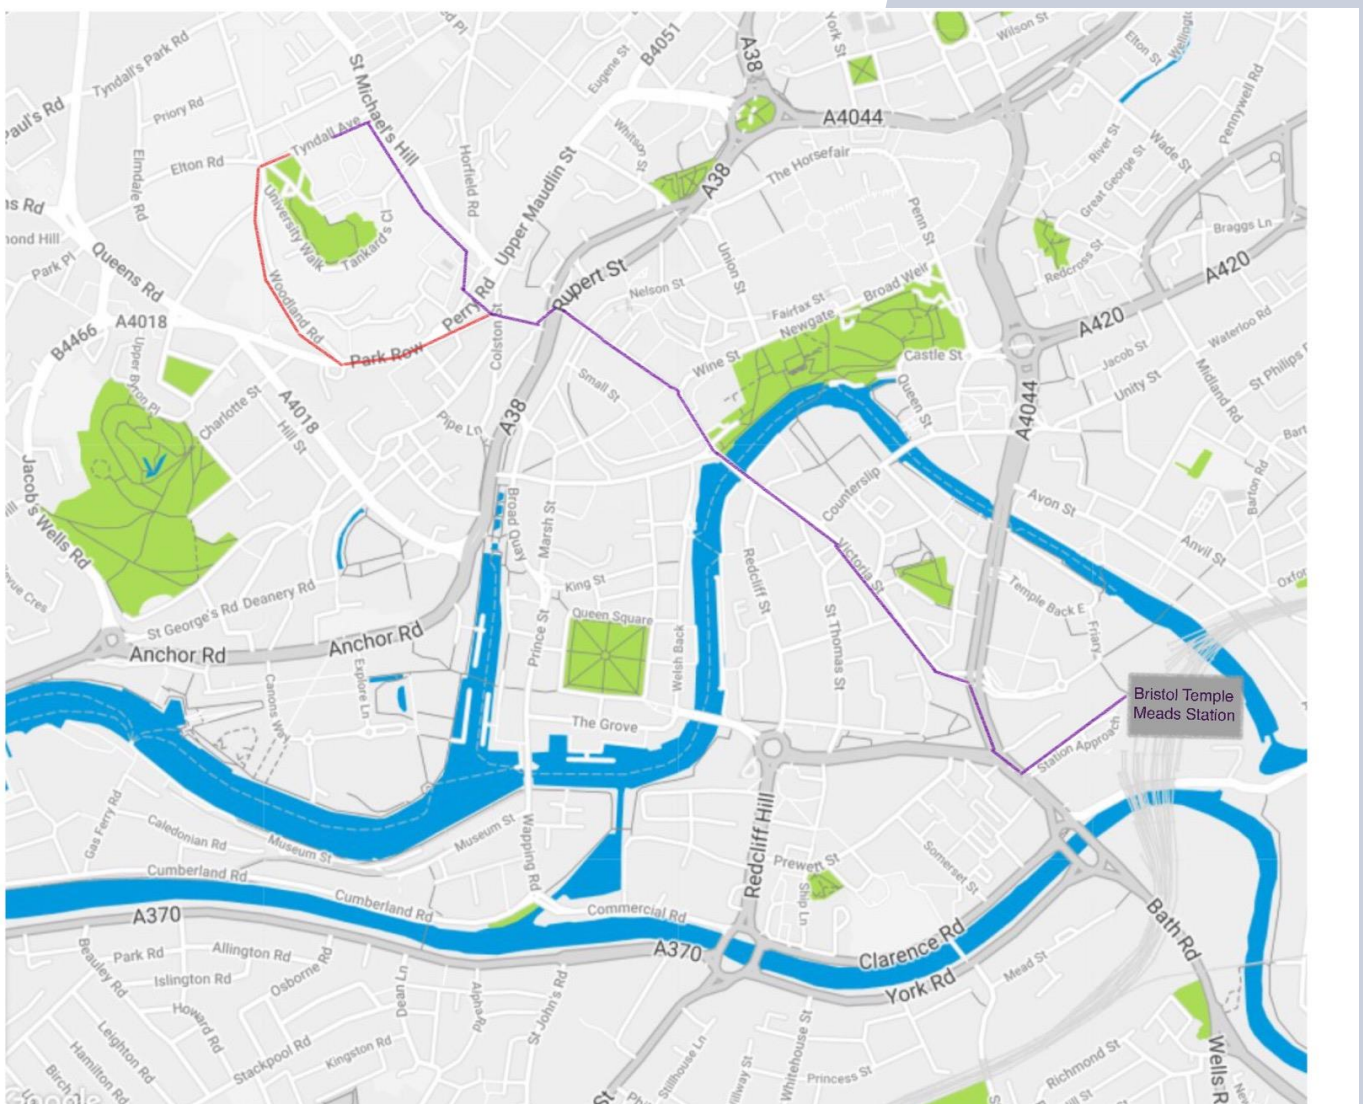 York St
Wilson St
Elton St
B4051
A38
Tyndall's Park Rd
St Michael's Hill
Eugene St
Pennywell Rd
Paul's Rd
Priory Rd
A4044
Tyndall Ave
Whitson St
River St
Wade St
Elmdale Rd
Elton Rd
Horfield Rd
Upper Maudlin St
A38
The Horsefair
Great George St
University Walk
Tankard's Cl
Penn St
Braggs Ln
Park Pl
Queens Rd
Union St
Redcross St
A420
Rupert St
Nelson St
Broad Weir
Woodland Rd
Perry Rd
Fairfax St
Newgate
A420
B4466
A4018
Upper Byron Pl
Park Row
Colston St
Wine St
Castle St
Waterloo Rd
Jacob St
Small St
Unity St
Midland Rd
St Philips
Charlotte St
A4018
Hill St
Pipe Ln
A38
Queen St
A4044
Jacob's Wells Rd
Counterslip
Barton Rd
Broad Quay
Marsh St
Avon St
Anvil St
Victoria St
King St
Redcliff St
Temple Back E
Friary
St George's Rd
Deanery Rd
Queen Square
Prince St
St Thomas St
Anchor Rd
Anchor Rd
Explore Ln
Welsh Back
Canons Way
Bristol Temple
Meads Station
The Grove
Station Approach
Gas Ferry Rd
Caledonian Rd
Museum St
Museum St
Wapping Rd
Redcliff Hill
Prewett St
Somerset St
Ship Ln
Cumberland Rd
Cumberland Rd
Commercial Rd
A370
A370
Clarence Rd
York Rd
Bath Rd
Mead St
Beauley Rd
Park Rd
Allington Rd
Islington Rd
Osborne Rd
Dean Ln
Alpha Rd
St John's Rd
Howard Rd
Leighton Rd
Hamilton Rd
Stackpool Rd
Kingston Rd
Stillhouse Ln
Whitehouse St
Princess St
Richmond St
Wells R
Google